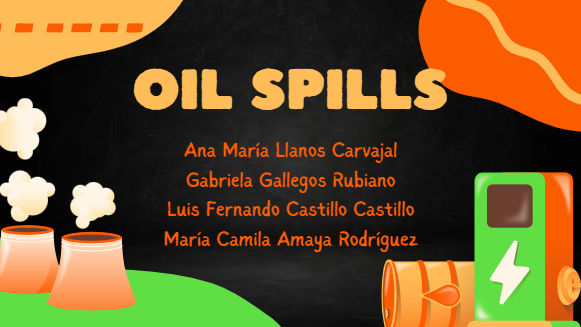 OIL SPILLS
Ana María Llanos Carvajal
Gabriela Gallegos Rubiano
Luis Fernando Castillo Castillo
María Camila Amaya Rodríguez